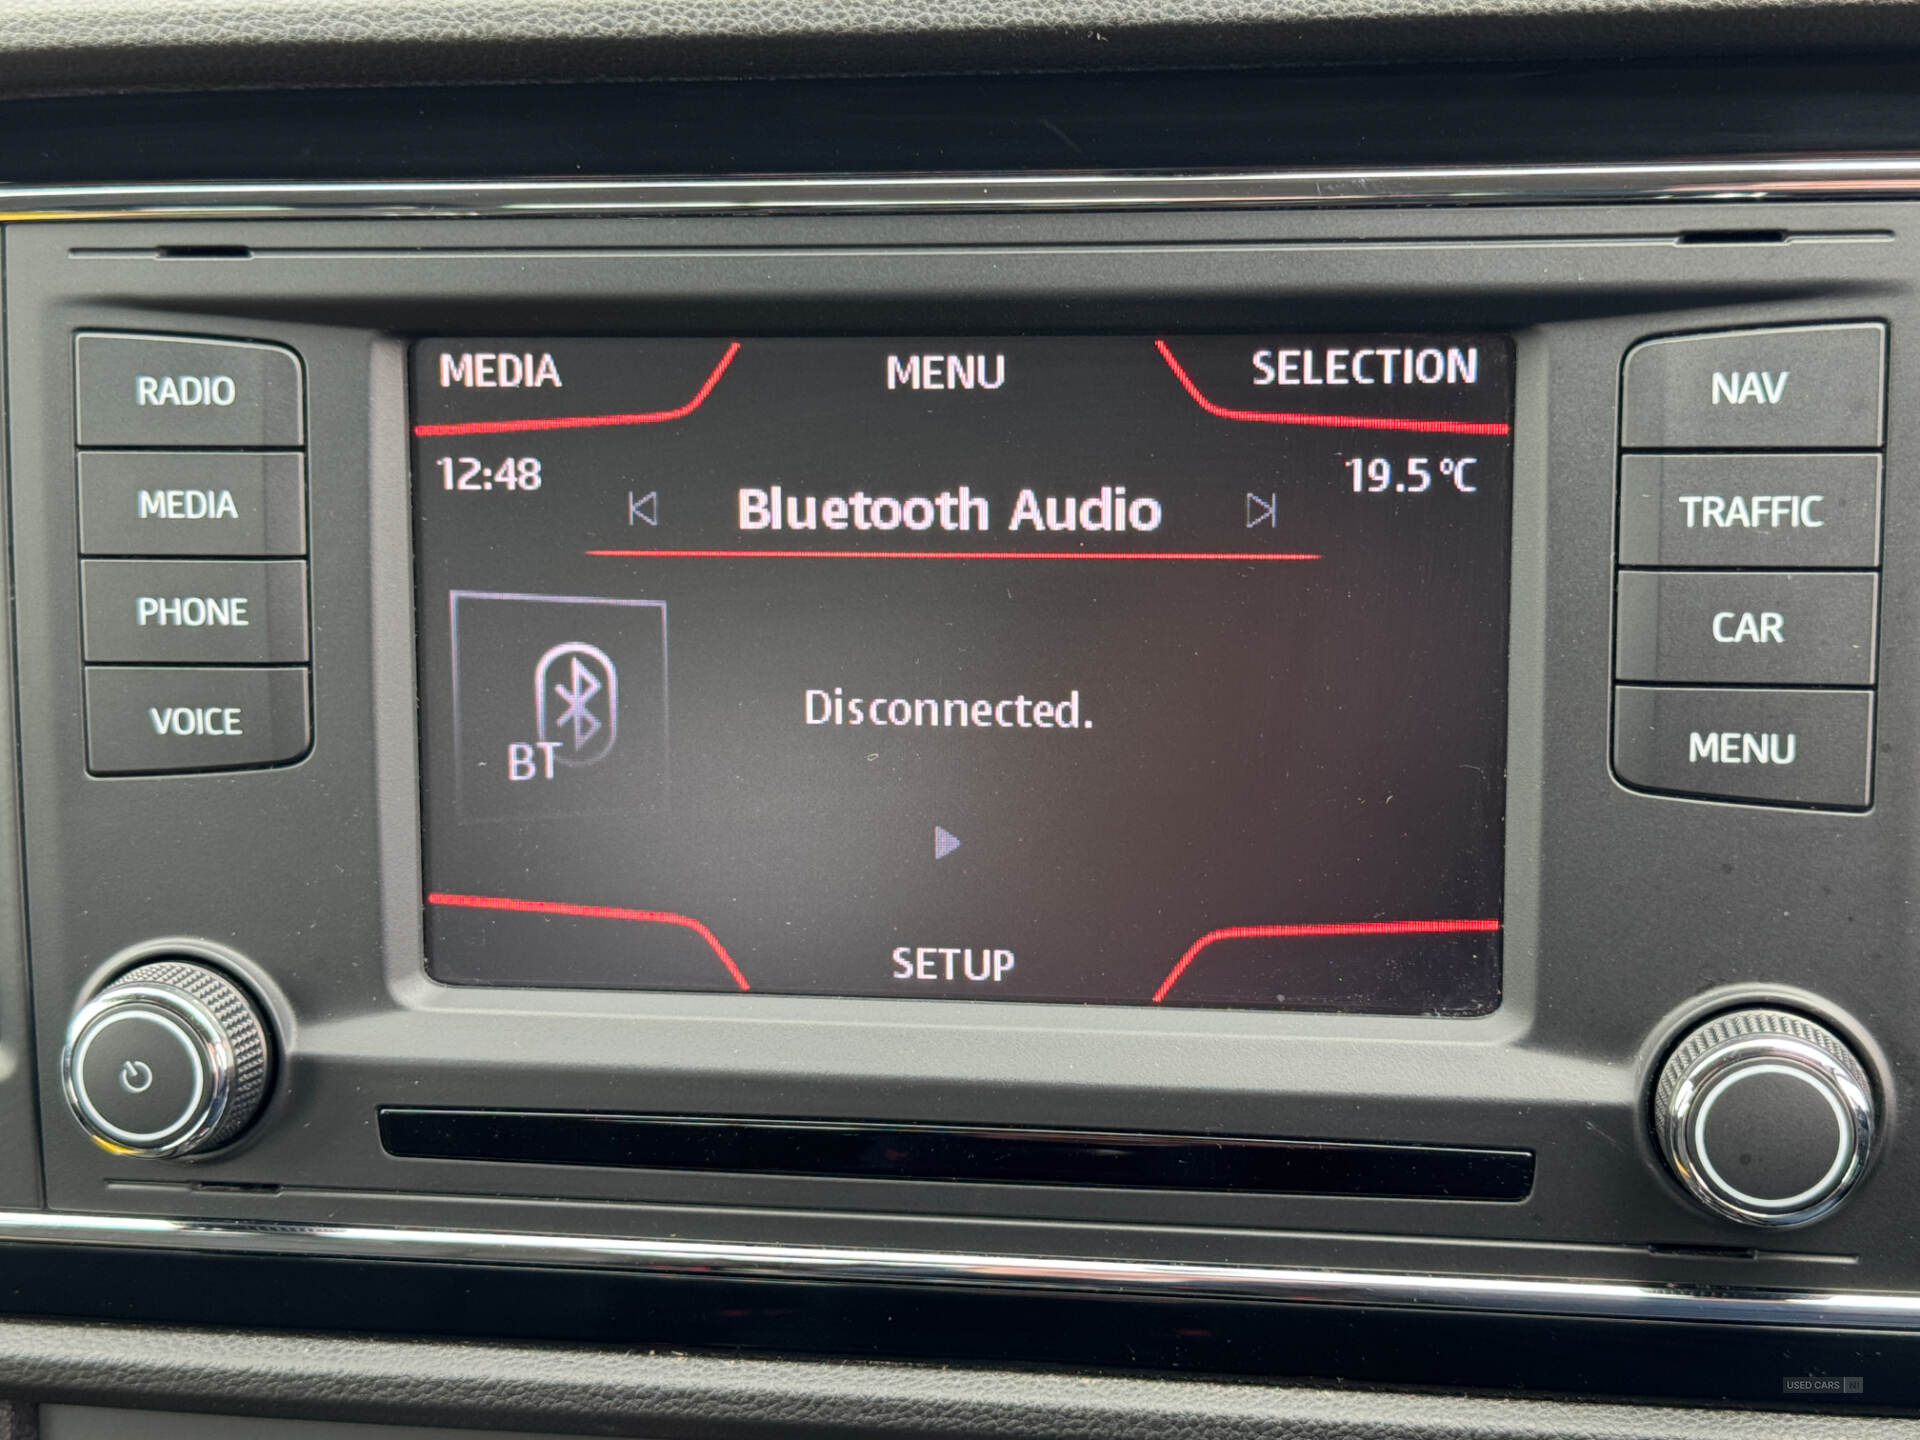 RADIO
MEDIA
PHONE
VOICE
MEDIA
MENU
SELECTION
12:48
Bluetooth Audio
19.5 °C
BT
Disconnected.
SETUP
NAV
TRAFFIC
CAR
MENU
USED CARS NI